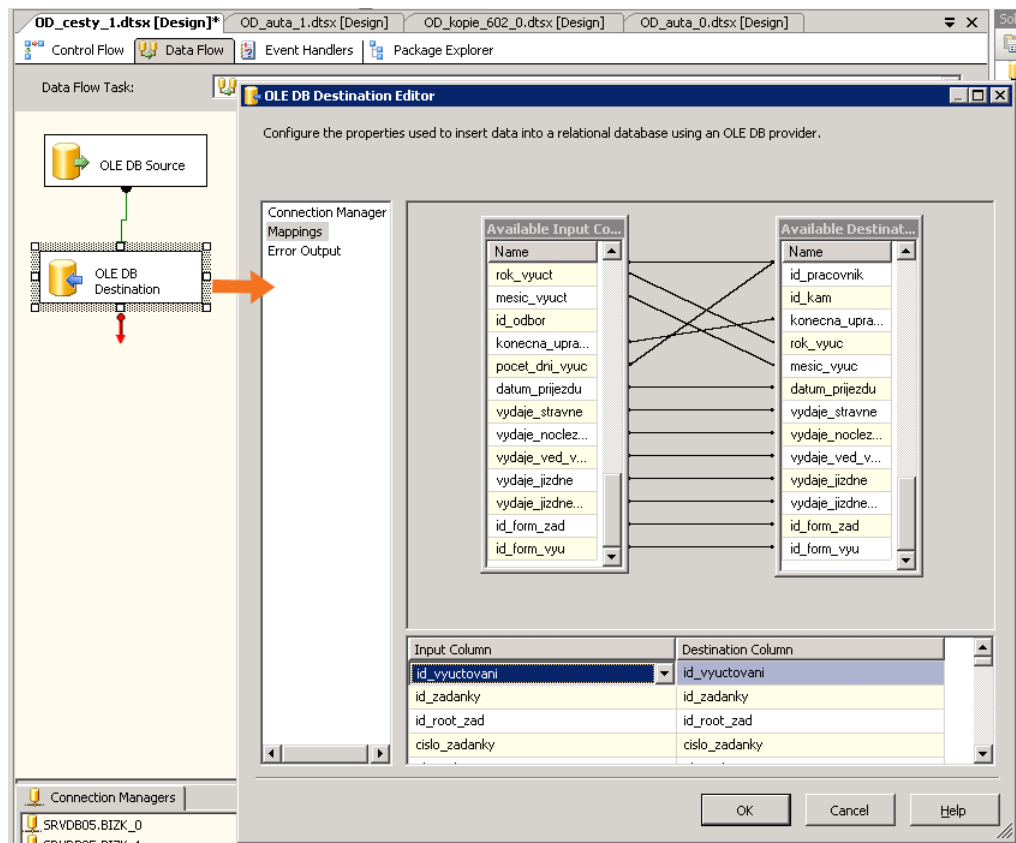 OD_cesty_1.dtsx [Design]* OD_auta_1.dtsx [Design] OD_kopie_602_0.dtsx [Design] OD_auta_0.dtsx [Design]
Control Flow Data Flow Event Handlers Package Explorer
Data Flow Task:
OLE DB Source
OLE DB
Destination
OLE DB Destination Editor
Configure the properties used to insert data into a relational database using an OLE DB provider.
Connection Manager
Mappings
Error Output
Available Input Co...
Name
rok_vyuct
mesic_vyuct
id_odbor
konecna_upra...
pocet_dni_vyuc
datum_prijezdu
vydaje_stravne
vydaje_noclez...
vydaje_ved_v...
vydaje_jizdne
vydaje_jizdne...
id_form_zad
id_form_vyu
Available Destinat...
Name
id_pracovnik
id_kam
konecna_upra...
rok_vyuc
mesic_vyuc
datum_prijezdu
vydaje_stravne
vydaje_noclez...
vydaje_ved_v...
vydaje_jizdne
vydaje_jizdne...
id_form_zad
id_form_vyu
Input Column Destination Column
id_vyuctovani id_vyuctovani
id_zadanky id_zadanky
id_root_zad id_root_zad
cislo_zadanky cislo_zadanky
OK Cancel Help
Connection Managers
SRVDB05.BIZK_0